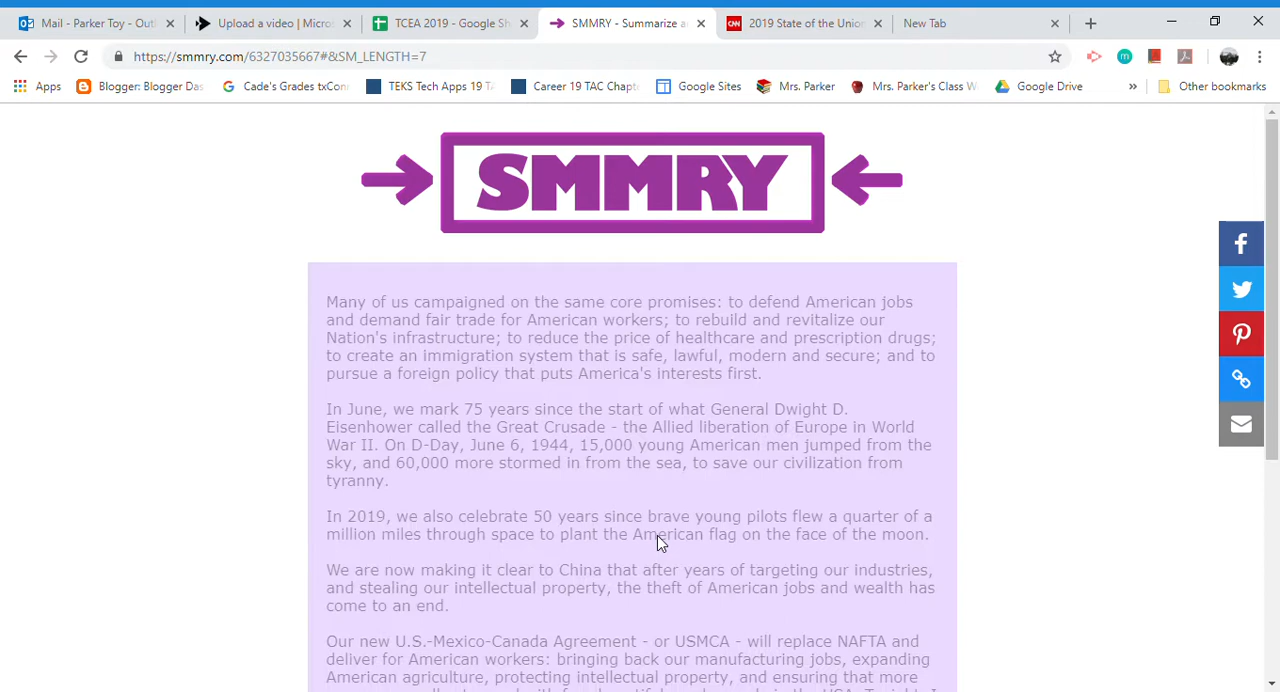 Mail - Parker Toy - Outl
Upload a video | Micros
TCEA 2019 - Google Sh
SMMRY - Summarize a
CNN 2019 State of the Union
New Tab
https://smmry.com/6327035667#&SM_LENGTH=7
Apps
Blogger: Blogger Das
Cade's Grades txCon
TEKS Tech Apps 19 TA
Career 19 TAC Chapt
Google Sites
Mrs. Parker
Mrs. Parker's Class W
Google Drive
Other bookmarks
SMMRY
Many of us campaigned on the same core promises: to defend American jobs
and demand fair trade for American workers; to rebuild and revitalize our
Nation's infrastructure; to reduce the price of healthcare and prescription drugs;
to create an immigration system that is safe, lawful, modern and secure; and to
pursue a foreign policy that puts America's interests first.
In June, we mark 75 years since the start of what General Dwight D.
Eisenhower called the Great Crusade - the Allied liberation of Europe in World
War II. On D-Day, June 6, 1944, 15,000 young American men jumped from the
sky, and 60,000 more stormed in from the sea, to save our civilization from
tyranny.
In 2019, we also celebrate 50 years since brave young pilots flew a quarter of a
million miles through space to plant the American flag on the face of the moon.
We are now making it clear to China that after years of targeting our industries,
and stealing our intellectual property, the theft of American jobs and wealth has
come to an end.
Our new U.S.-Mexico-Canada Agreement - or USMCA - will replace NAFTA and
deliver for American workers: bringing back our manufacturing jobs, expanding
American agriculture, protecting intellectual property, and ensuring that more